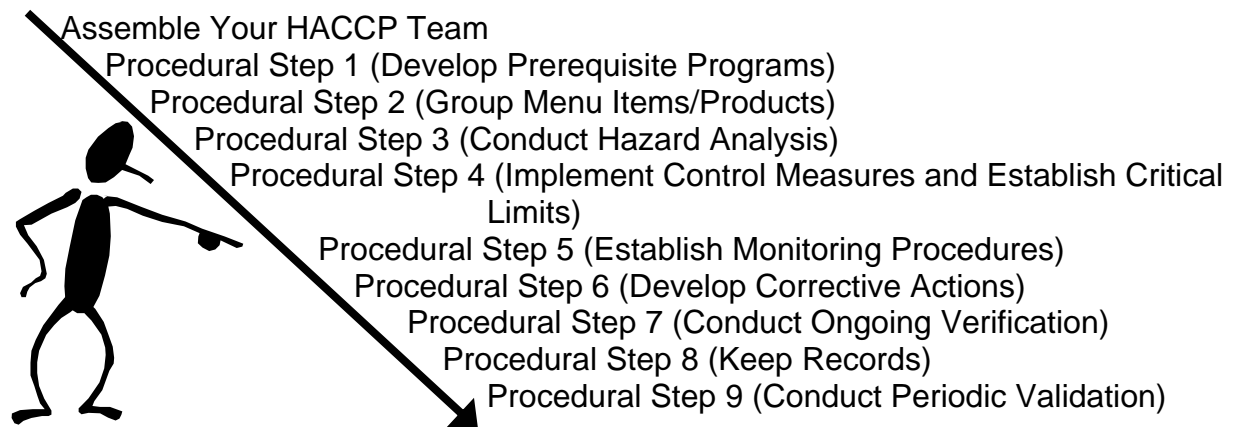 Assemble Your HACCP Team
Procedural Step 1 (Develop Prerequisite Programs)
Procedural Step 2 (Group Menu Items/Products)
Procedural Step 3 (Conduct Hazard Analysis)
Procedural Step 4 (Implement Control Measures and Establish Critical
Limits)
Procedural Step 5 (Establish Monitoring Procedures)
Procedural Step 6 (Develop Corrective Actions)
Procedural Step 7 (Conduct Ongoing Verification)
Procedural Step 8 (Keep Records)
Procedural Step 9 (Conduct Periodic Validation)